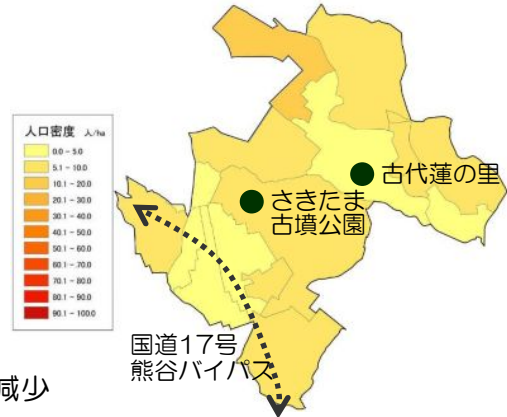 人口密度 人/ha
0.0 - 5.0
5.1 - 10.0
10.1 - 20.0
20.1 - 30.0
30.1 - 40.0
40.1 - 50.0
50.1 - 60.0
60.1 - 70.0
70.1 - 80.0
80.1 - 90.0
90.1 - 100.0
古代蓮の里
さきたま
古墳公園
国道17号
熊谷バイパス
減少